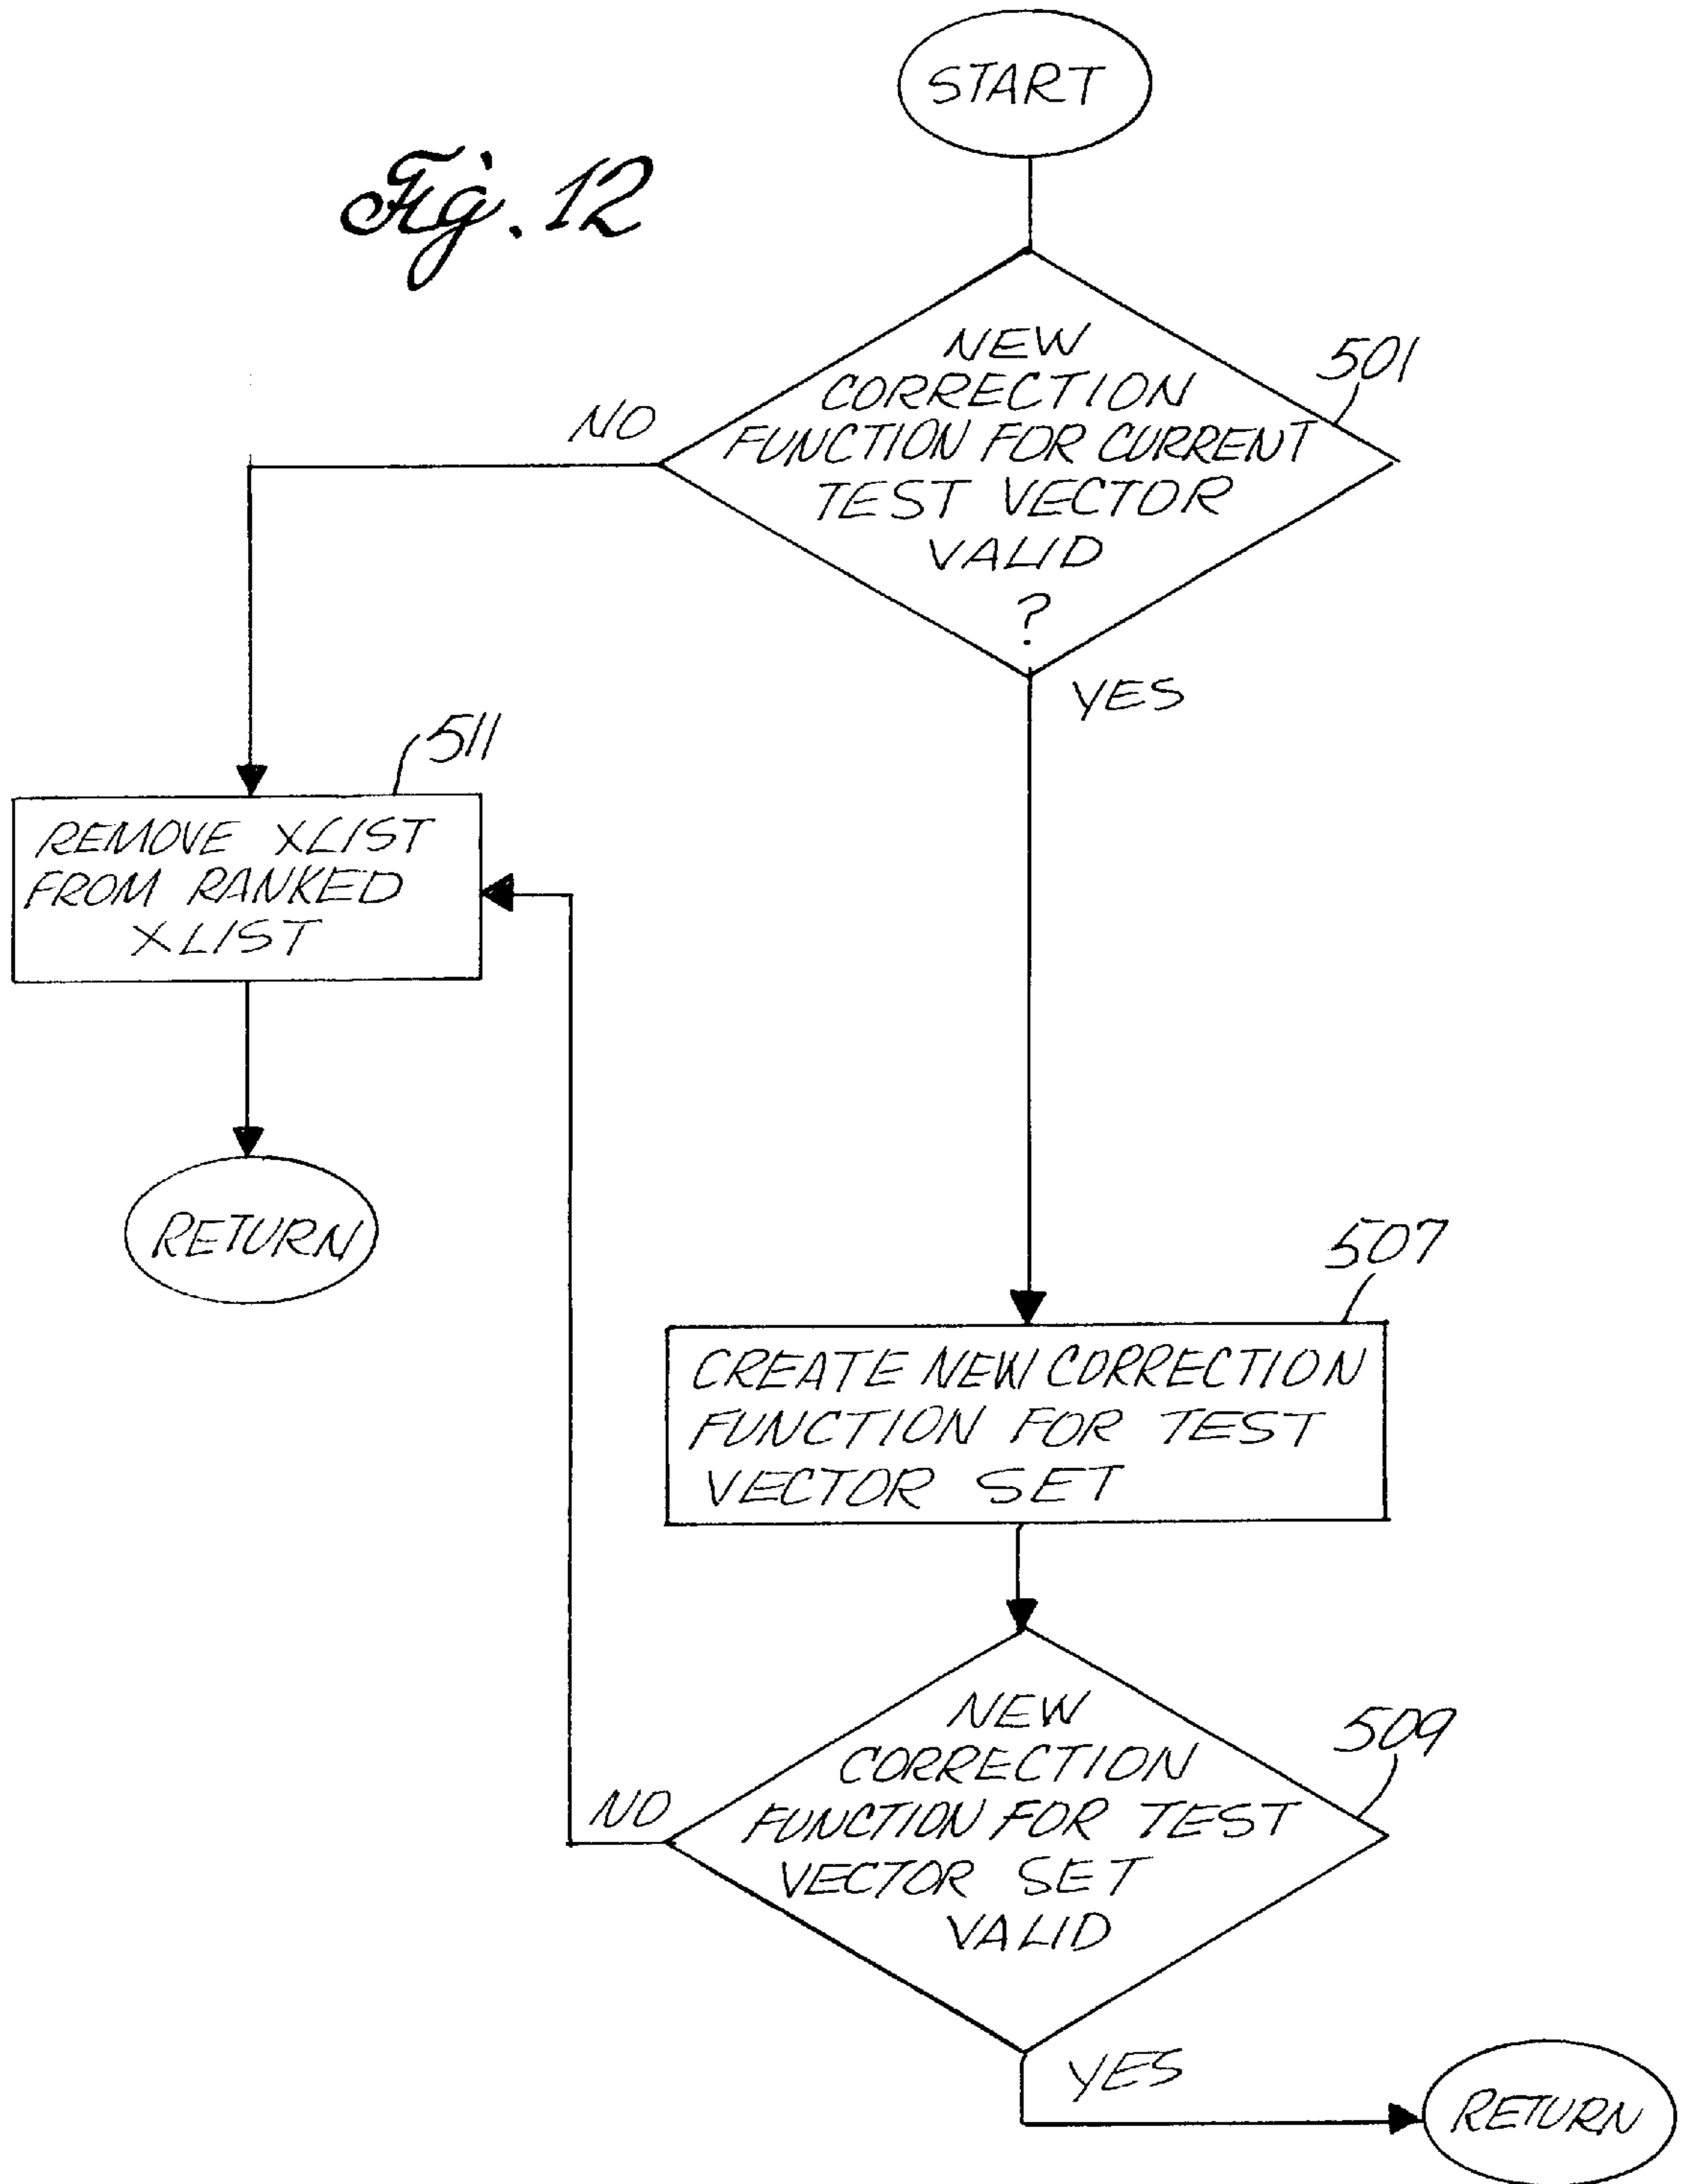 START
Fig. 12
NEW
CORRECTION
FUNCTION FOR CURRENT
TEST VECTOR
VALID
?
501
NO
YES
511
REMOVE XLIST
FROM RANKED
XLIST
RETURN
507
CREATE NEW CORRECTION
FUNCTION FOR TEST
VECTOR SET
NEW
CORRECTION
FUNCTION FOR TEST
VECTOR SET
VALID
509
NO
YES
RETURN